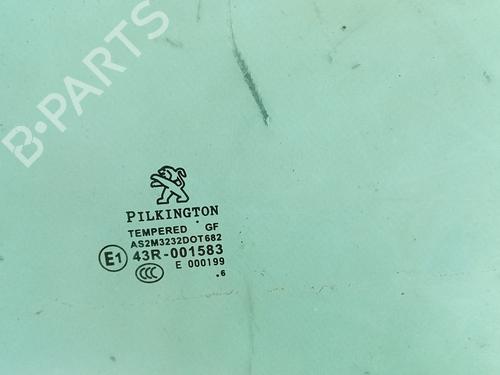 B-PARTS
PILKINGTON
TEMPERED GF
AS2M3232DOT682
E1 43R-001583
CCC E 000199
.6